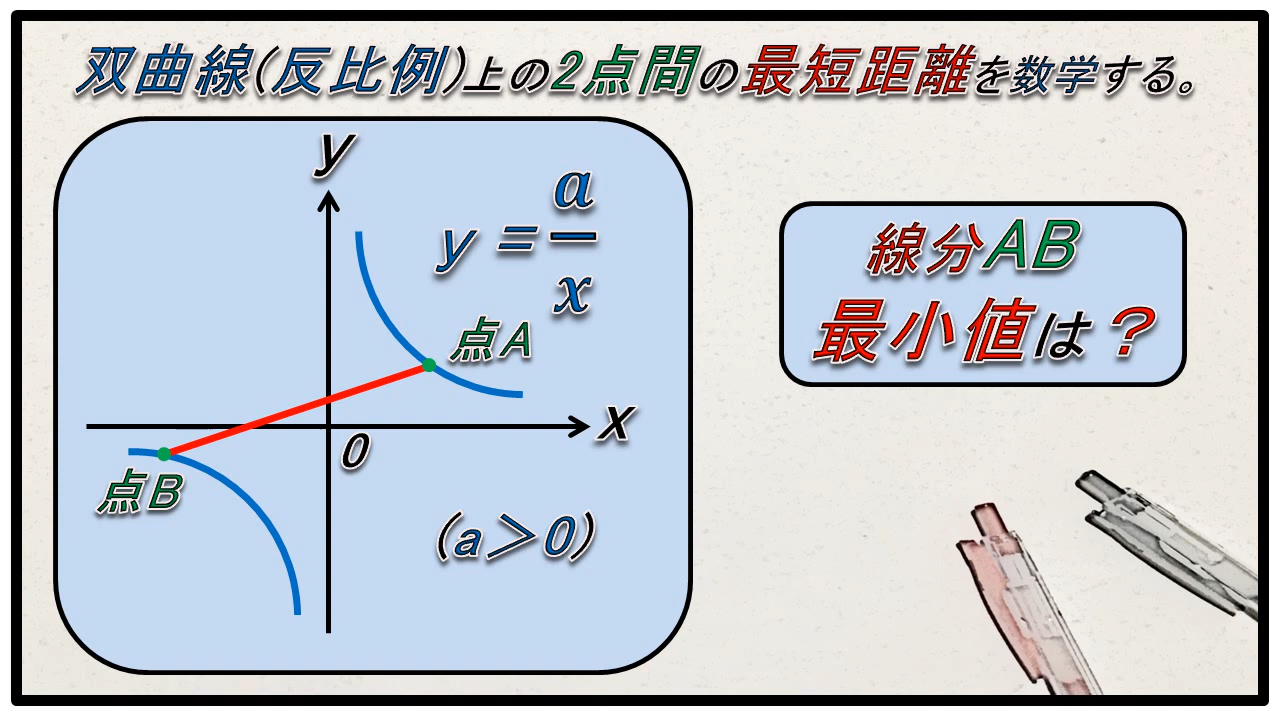 双曲線(反比例)上の2点間の最短距離を数学する。
y
y = a/x
点A
x
0
点B
(a＞0)
線分AB
最小値は？